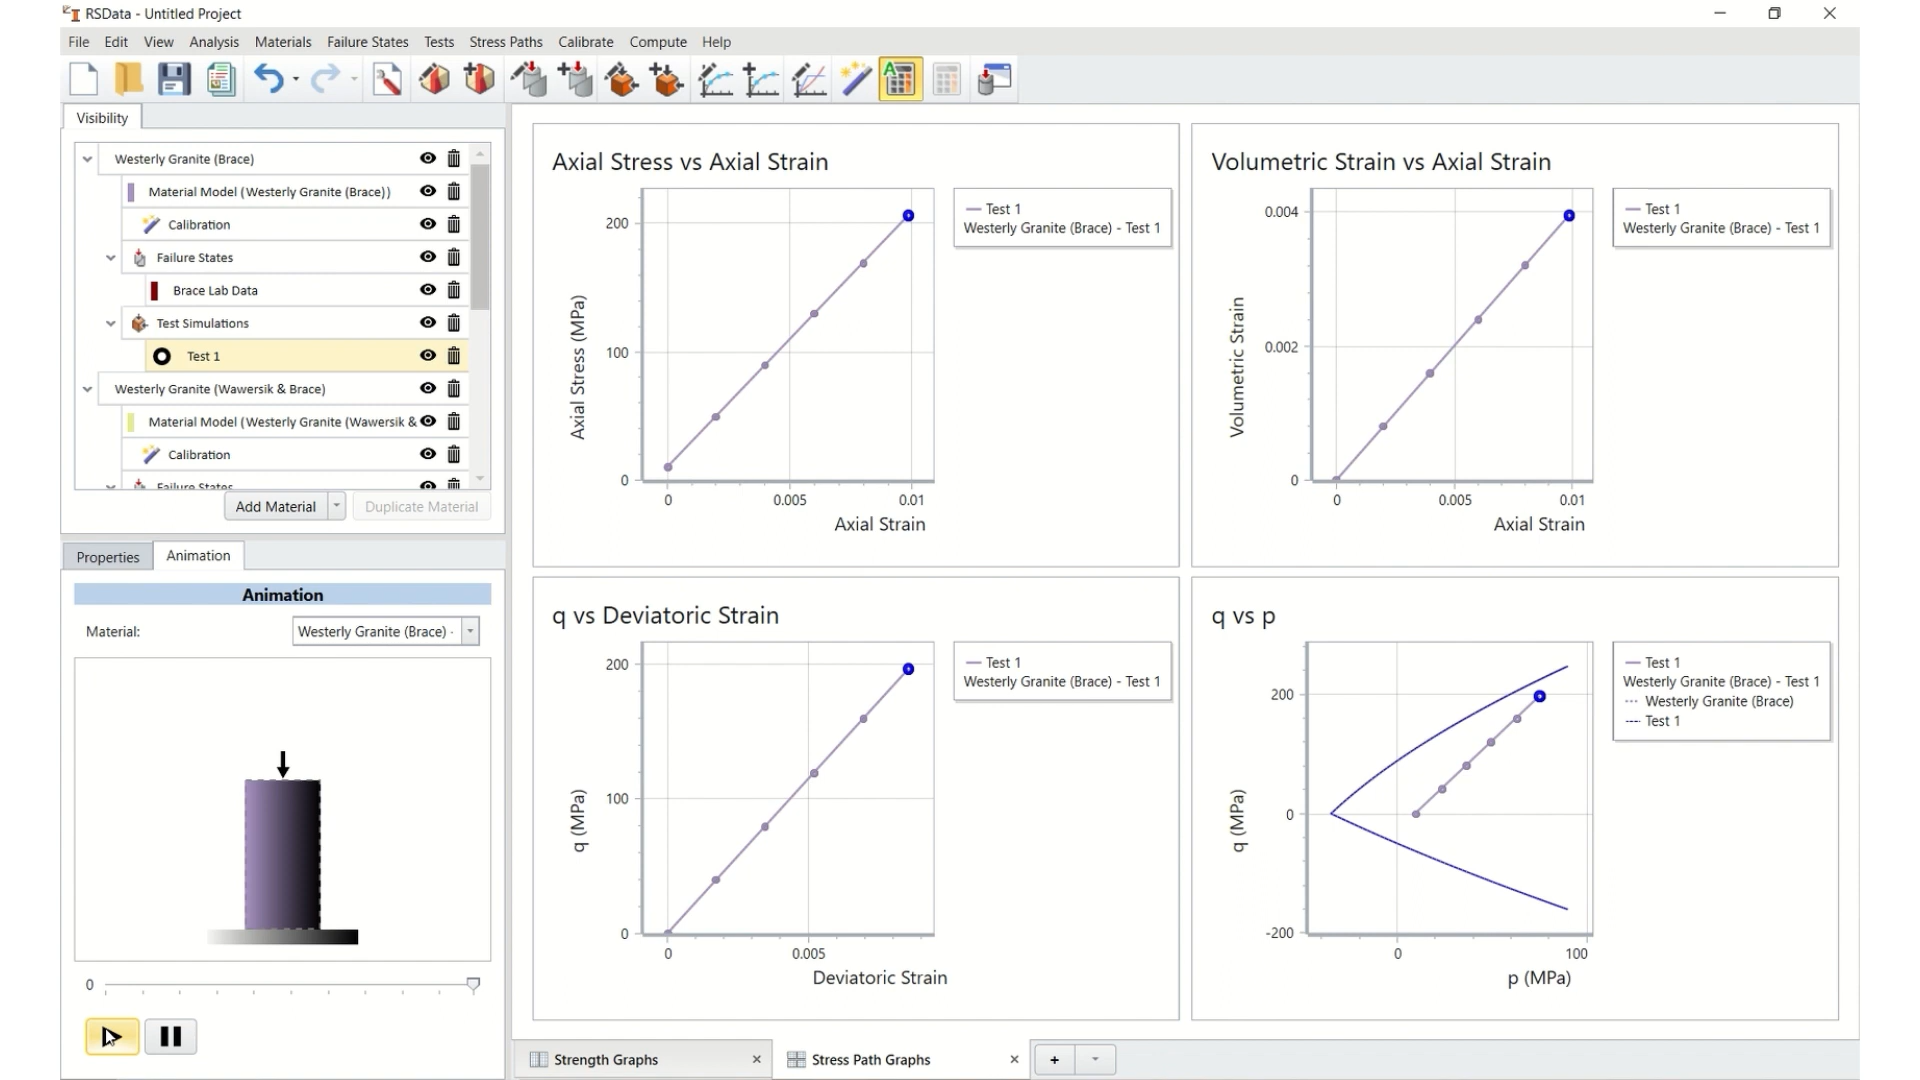 RSData - Untitled Project
File Edit View Analysis Materials Failure States Tests Stress Paths Calibrate Compute Help
Visibility
Westerly Granite (Brace)
Material Model (Westerly Granite (Brace))
Calibration
Failure States
Brace Lab Data
Test Simulations
Test 1
Westerly Granite (Wawersik & Brace)
Material Model (Westerly Granite (Wawersik &
Calibration
Failure States
Add Material Duplicate Material
Properties Animation
Animation
Material: Westerly Granite (Brace) -
0
Axial Stress vs Axial Strain
Axial Stress (MPa)
200
100
0
0 0.005 0.01
Axial Strain
Test 1
Westerly Granite (Brace) - Test 1
Volumetric Strain vs Axial Strain
Volumetric Strain
0.004
0.002
0
0 0.005 0.01
Axial Strain
Test 1
Westerly Granite (Brace) - Test 1
q vs Deviatoric Strain
q (MPa)
200
100
0
0 0.005
Deviatoric Strain
Test 1
Westerly Granite (Brace) - Test 1
q vs p
q (MPa)
200
0
-200
0 100
p (MPa)
Test 1
Westerly Granite (Brace) - Test 1
Westerly Granite (Brace)
Test 1
Strength Graphs Stress Path Graphs